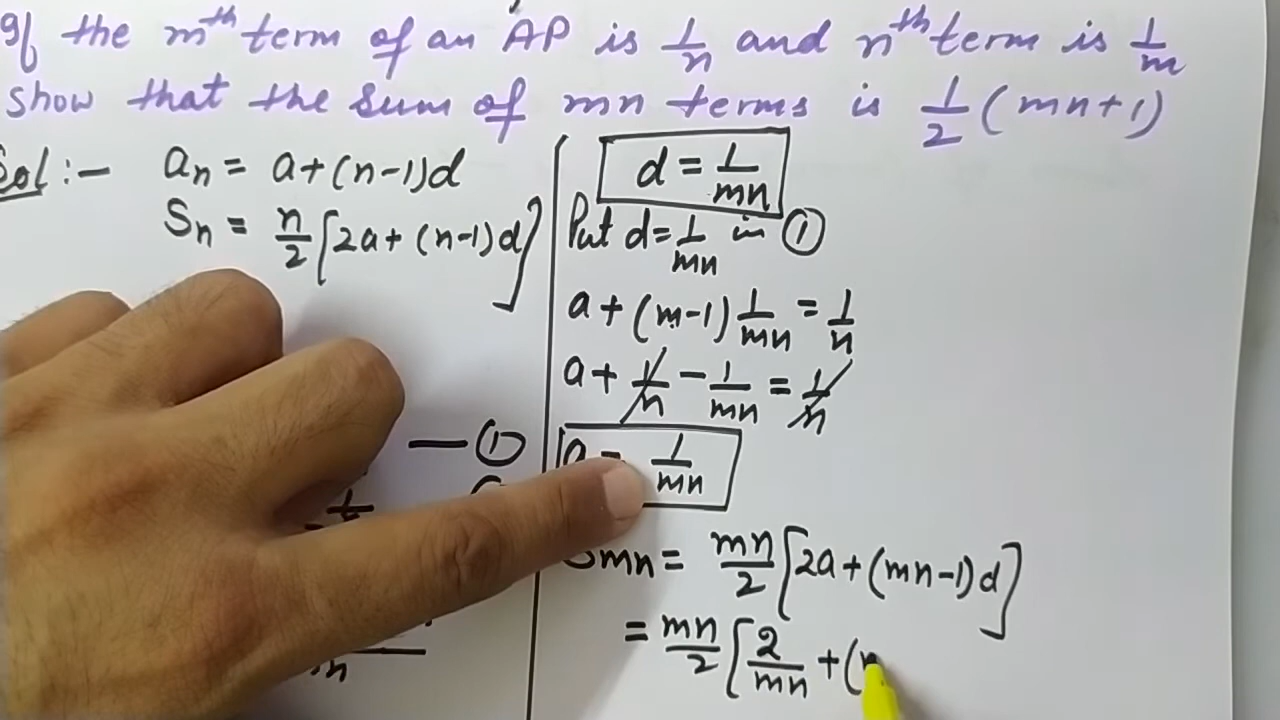 If the mᵗʰ term of an AP is 1/n and nᵗʰ term is 1/m
show that the sum of mn terms is 1/2 (mn+1)
Sol :- aₙ = a+(n-1)d
Sₙ = n/2 [2a+(n-1)d]
— ①
d = 1/mn
Put d = 1/mn in ①
a + (m-1) 1/mn = 1/n
a + 1/n - 1/mn = 1/n
a = 1/mn
Smn = mn/2 [2a+(mn-1)d]
= mn/2 [2/mn + (